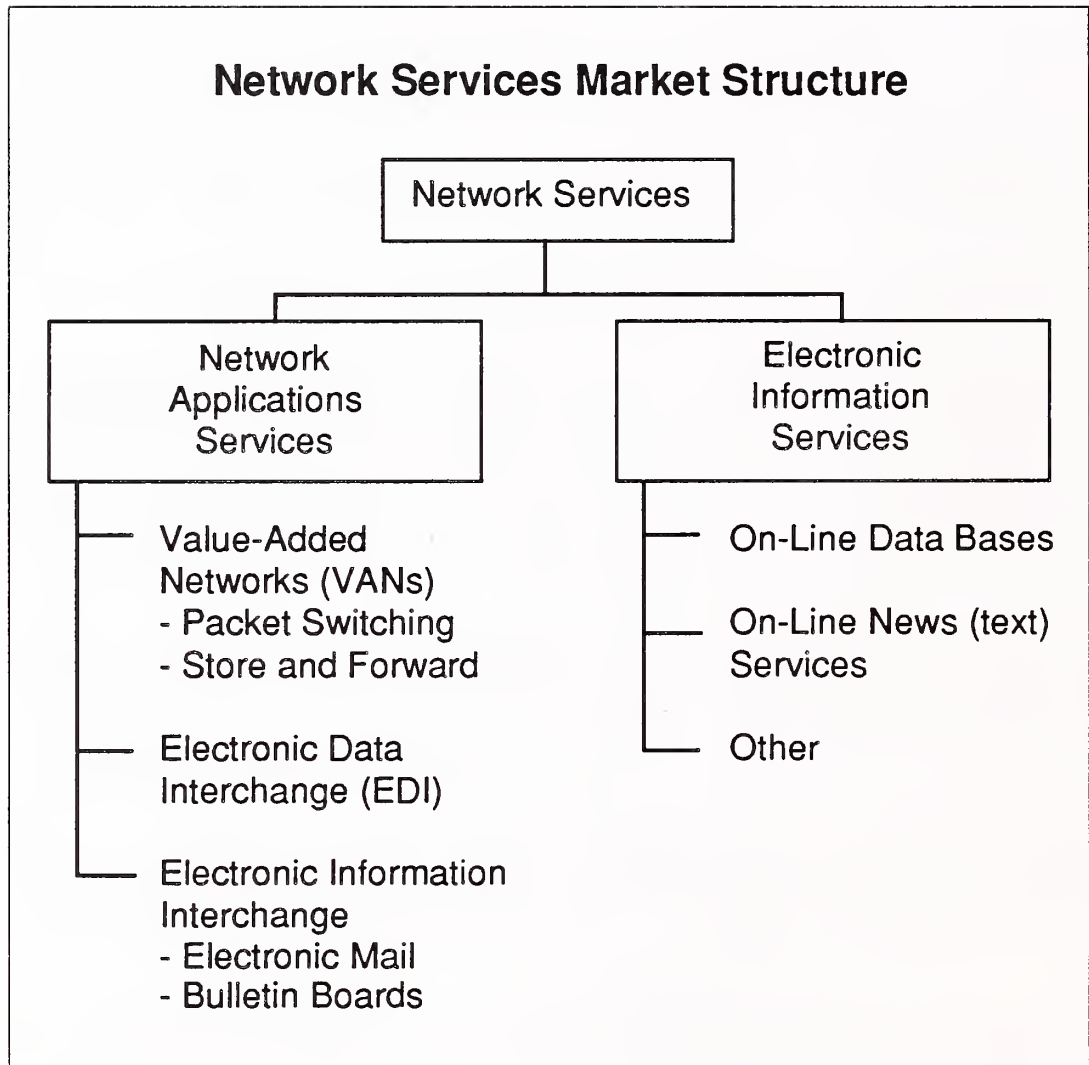 Network Services Market Structure
Network Services
Network
Applications
Services
Value-Added
Networks (VANs)
- Packet Switching
- Store and Forward
Electronic Data
Interchange (EDI)
Electronic Information
Interchange
- Electronic Mail
- Bulletin Boards
Electronic
Information
Services
On-Line Data Bases
On-Line News (text)
Services
Other